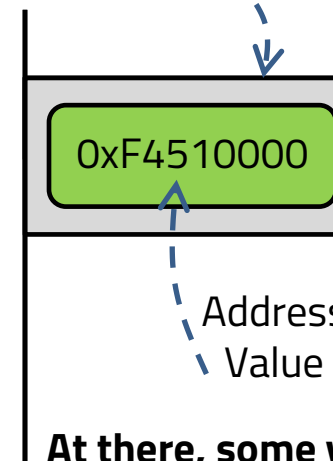 0xF4510000
Address
Value
At there, some